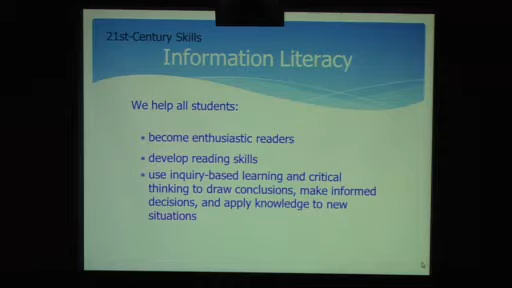 21st-Century Skills
Information Literacy
We help all students:
• become enthusiastic readers
• develop reading skills
• use inquiry-based learning and critical
thinking to draw conclusions, make informed
decisions, and apply knowledge to new
situations